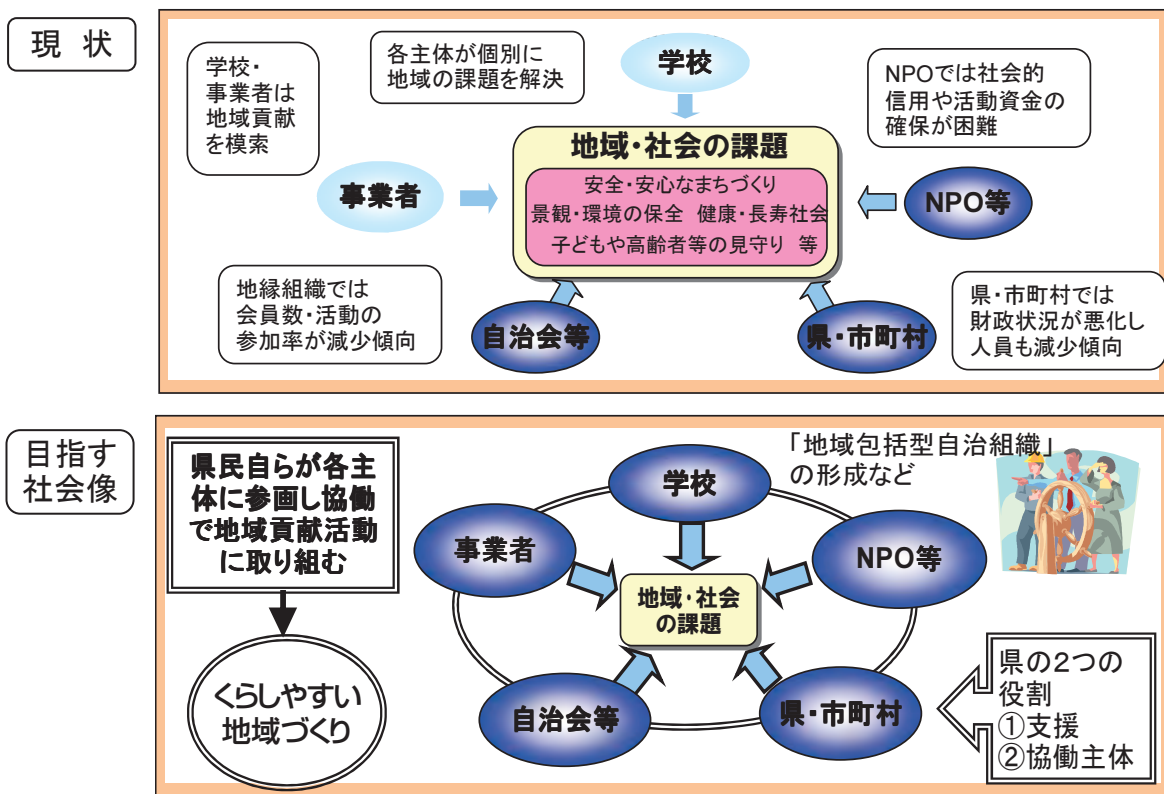 現 状
学校・
事業者は
地域貢献
を模索
各主体が個別に
地域の課題を解決
学校
NPOでは社会的
信用や活動資金の
確保が困難
地域・社会の課題
安全・安心なまちづくり
景観・環境の保全 健康・長寿社会
子どもや高齢者等の見守り 等
事業者
NPO等
地縁組織では
会員数・活動の
参加率が減少傾向
自治会等
県・市町村
県・市町村では
財政状況が悪化し
人員も減少傾向
目指す
社会像
県民自らが各主
体に参画し協働
で地域貢献活動
に取り組む
くらしやすい
地域づくり
「地域包括型自治組織」
の形成など
学校
事業者
NPO等
地域・社会
の課題
自治会等
県・市町村
県の2つの
役割
①支援
②協働主体